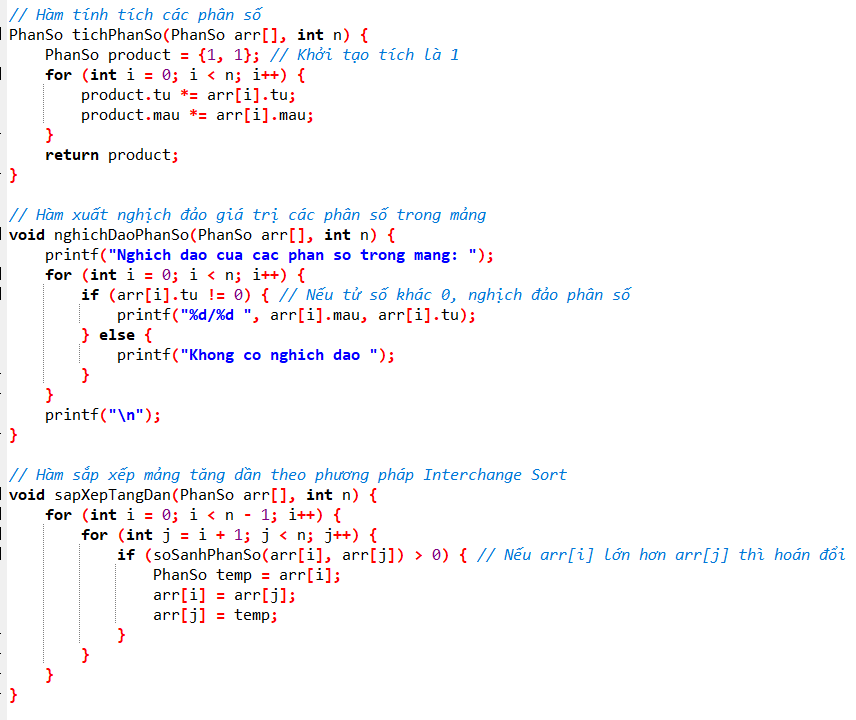 // Hàm tính tích các phân số
PhanSo tichPhanSo(PhanSo arr[], int n) {
    PhanSo product = {1, 1}; // Khởi tạo tích là 1
    for (int i = 0; i < n; i++) {
        product.tu *= arr[i].tu;
        product.mau *= arr[i].mau;
    }
    return product;
}

// Hàm xuất nghịch đảo giá trị các phân số trong mảng
void nghichDaoPhanSo(PhanSo arr[], int n) {
    printf("Nghich dao cua cac phan so trong mang: ");
    for (int i = 0; i < n; i++) {
        if (arr[i].tu != 0) { // Nếu tử số khác 0, nghịch đảo phân số
            printf("%d/%d ", arr[i].mau, arr[i].tu);
        } else {
            printf("Khong co nghich dao ");
        }
    }
    printf("\n");
}

// Hàm sắp xếp mảng tăng dần theo phương pháp Interchange Sort
void sapXepTangDan(PhanSo arr[], int n) {
    for (int i = 0; i < n - 1; i++) {
        for (int j = i + 1; j < n; j++) {
            if (soSanhPhanSo(arr[i], arr[j]) > 0) { // Nếu arr[i] lớn hơn arr[j] thì hoán đổi
                PhanSo temp = arr[i];
                arr[i] = arr[j];
                arr[j] = temp;
            }
        }
    }
}